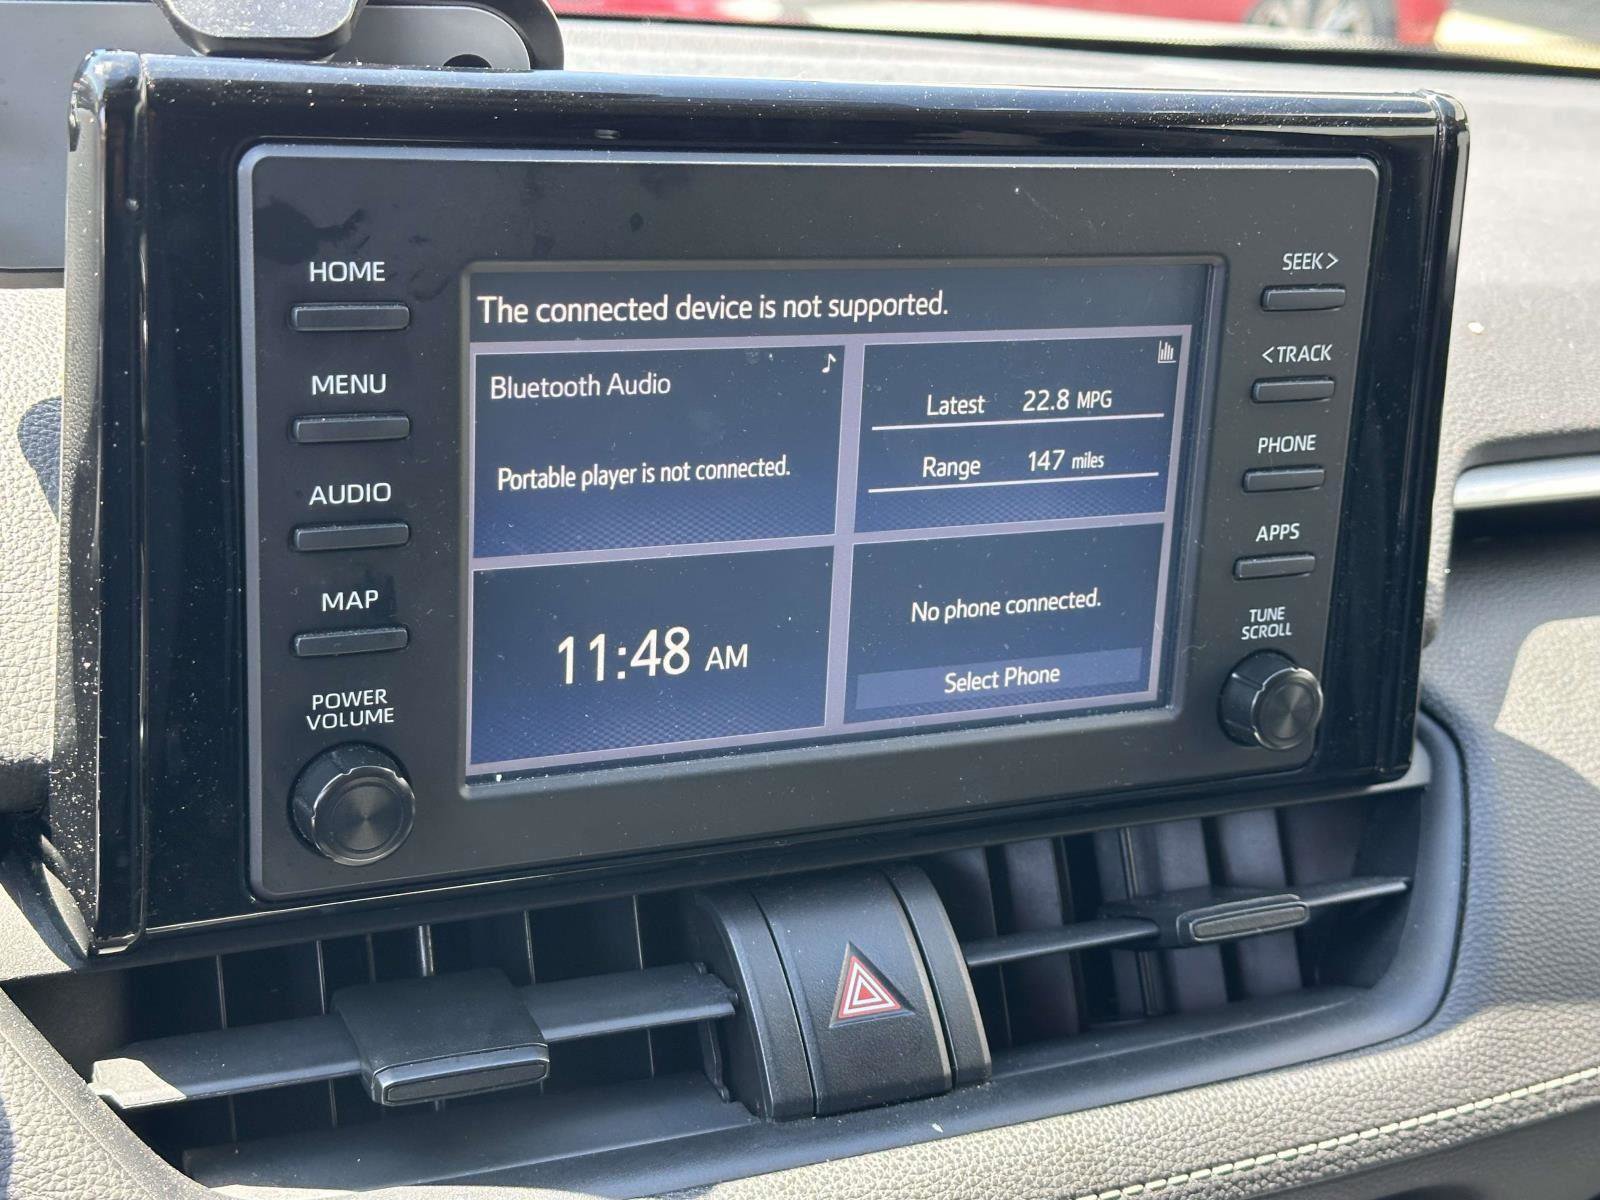 HOME
MENU
AUDIO
MAP
POWER
VOLUME
The connected device is not supported.
Bluetooth Audio
Portable player is not connected.
Latest 22.8 MPG
Range 147 miles
11:48 AM
No phone connected.
Select Phone
SEEK>
<TRACK
PHONE
APPS
TUNE
SCROLL